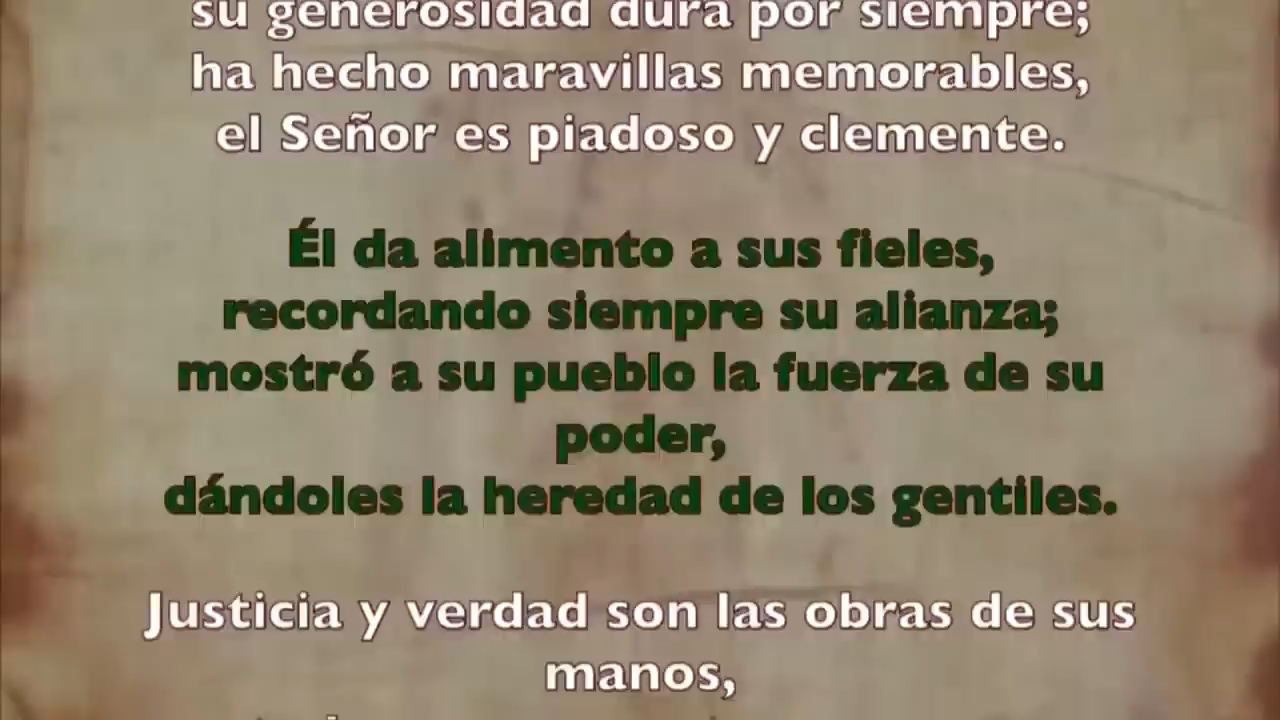 su generosidad dura por siempre;
ha hecho maravillas memorables,
el Señor es piadoso y clemente.
Él da alimento a sus fieles,
recordando siempre su alianza;
mostró a su pueblo la fuerza de su
poder,
dándoles la heredad de los gentiles.
Justicia y verdad son las obras de sus
manos,